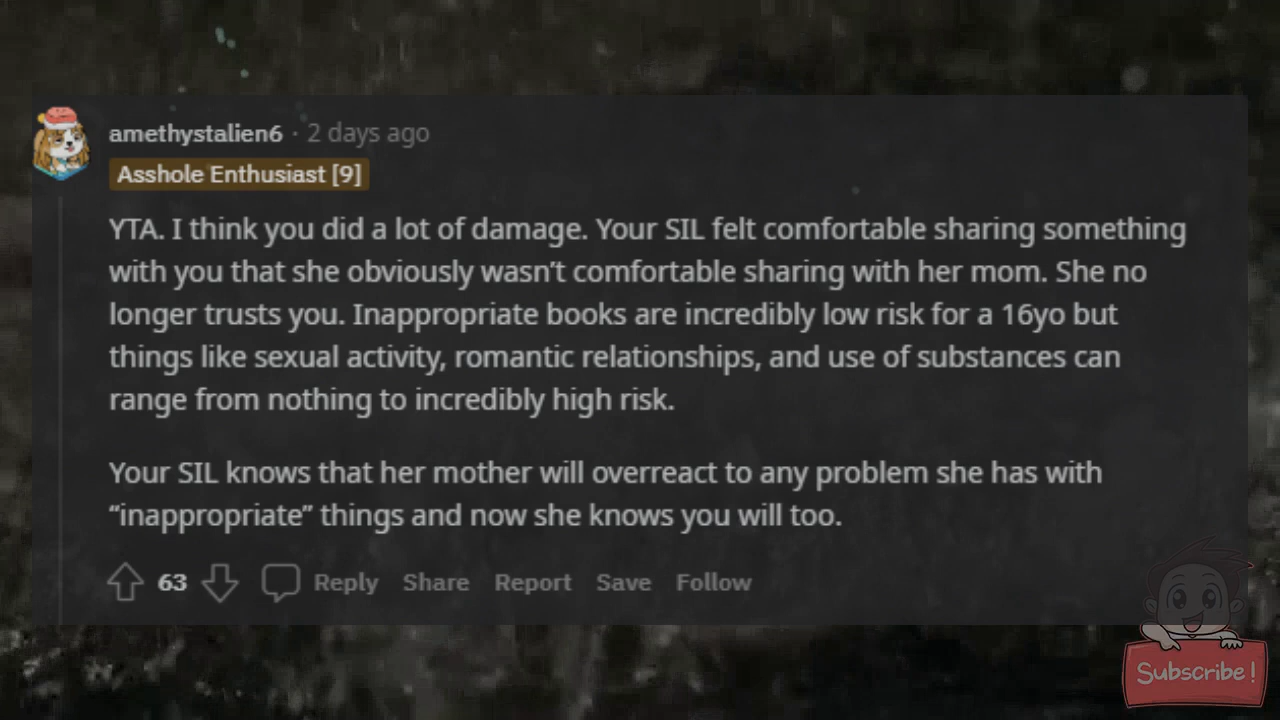 amethystalien6 · 2 days ago
Asshole Enthusiast [9]
YTA. I think you did a lot of damage. Your SIL felt comfortable sharing something
with you that she obviously wasn't comfortable sharing with her mom. She no
longer trusts you. Inappropriate books are incredibly low risk for a 16yo but
things like sexual activity, romantic relationships, and use of substances can
range from nothing to incredibly high risk.
Your SIL knows that her mother will overreact to any problem she has with
“inappropriate” things and now she knows you will too.
63 Reply Share Report Save Follow
Subscribe!